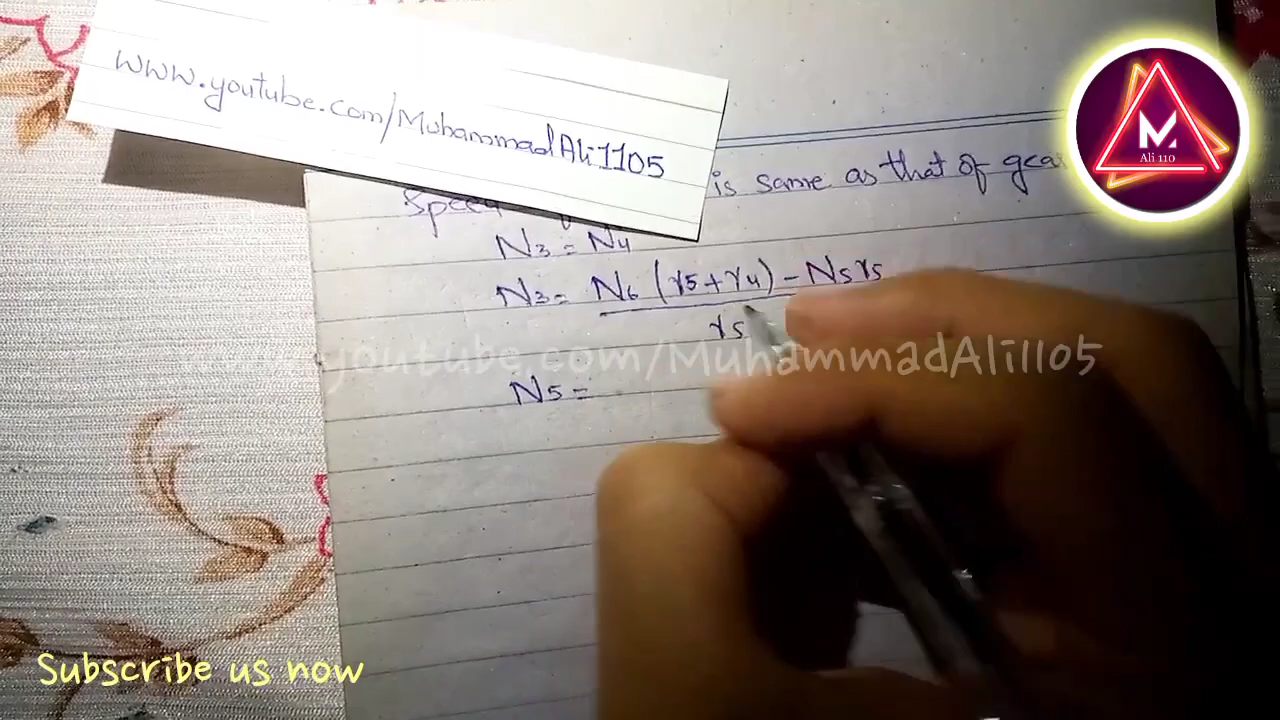 www.youtube.com/MuhammadAli1105
M
Ali 110
is same as that of gear
N3 = N4
N3 = N6 (r5+r4) - N5 r5
r5
www.youtube.com/MuhammadAli1105
N5 =
Subscribe us now